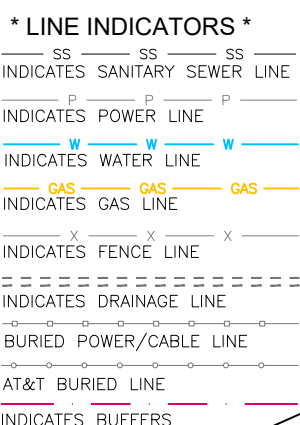 * LINE INDICATORS *
SS SS SS
INDICATES SANITARY SEWER LINE
P P P
INDICATES POWER LINE
W W W
INDICATES WATER LINE
GAS GAS GAS
INDICATES GAS LINE
X X X
INDICATES FENCE LINE
INDICATES DRAINAGE LINE
BURIED POWER/CABLE LINE
AT&T BURIED LINE
INDICATES BUFFERS